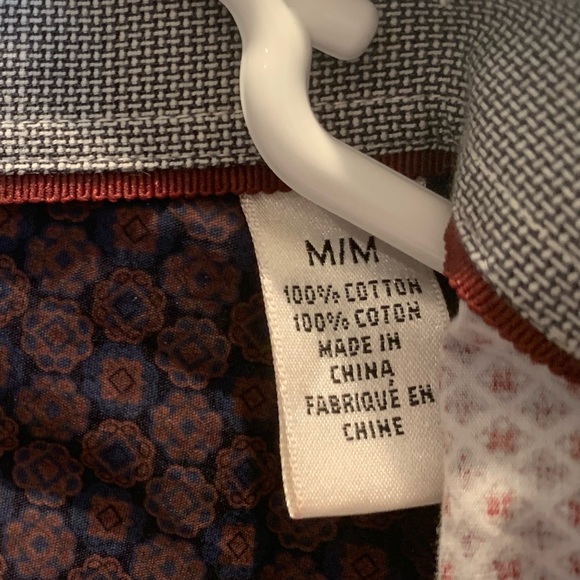 M/M
100% COTTON
100% COTON
MADE IN
CHINA
FABRIQUÉ EN
CHINE